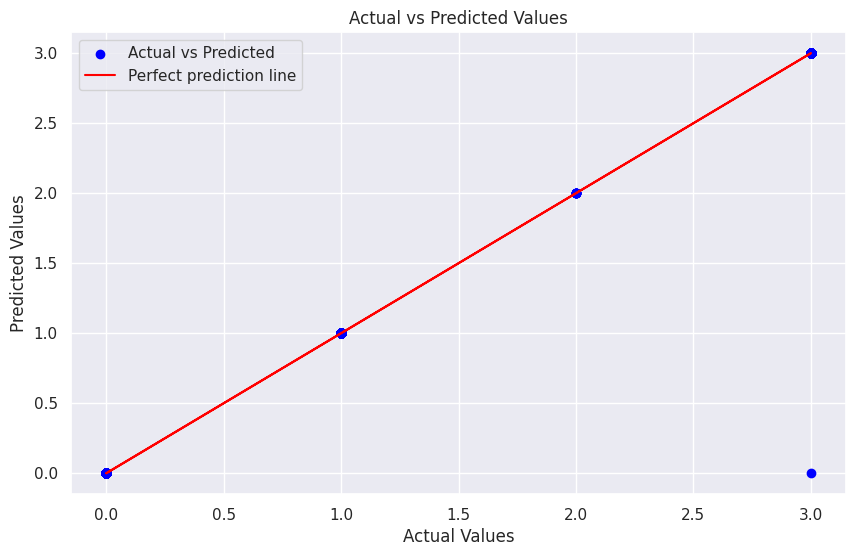 Actual vs Predicted Values
Actual vs Predicted
Perfect prediction line
3.0
2.5
2.0
1.5
1.0
0.5
0.0
Predicted Values
0.0 0.5 1.0 1.5 2.0 2.5 3.0
Actual Values